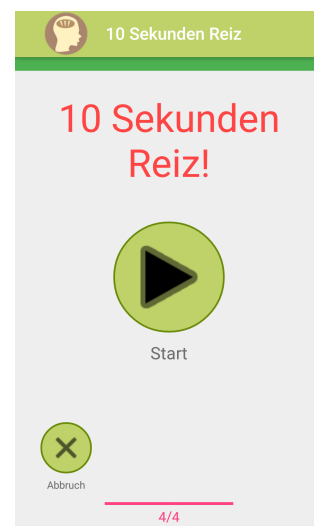 10 Sekunden Reiz
10 Sekunden
Reiz!
Start
Abbruch
4/4